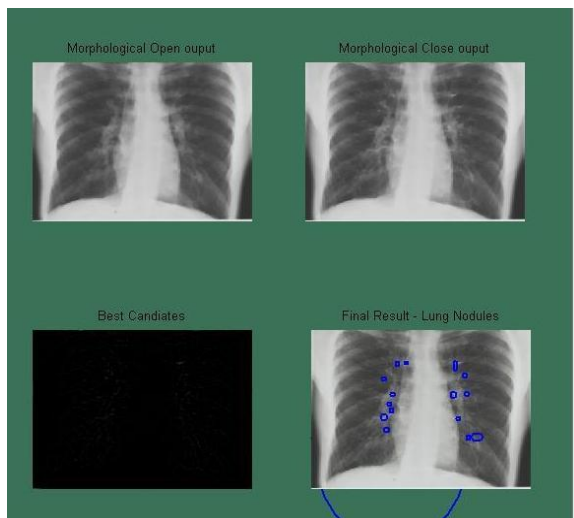 Morphological Open ouput
Morphological Close ouput
Best Candiates
Final Result - Lung Nodules